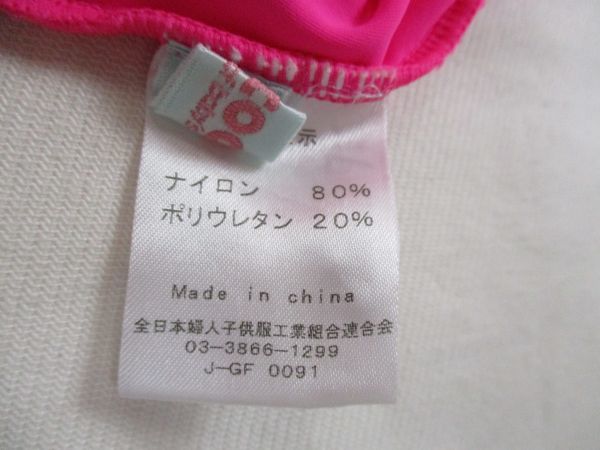 示
ナイロン 80%
ポリウレタン 20%
Made in china
全日本婦人子供服工業組合連合会
03-3866-1299
J-GF 0091